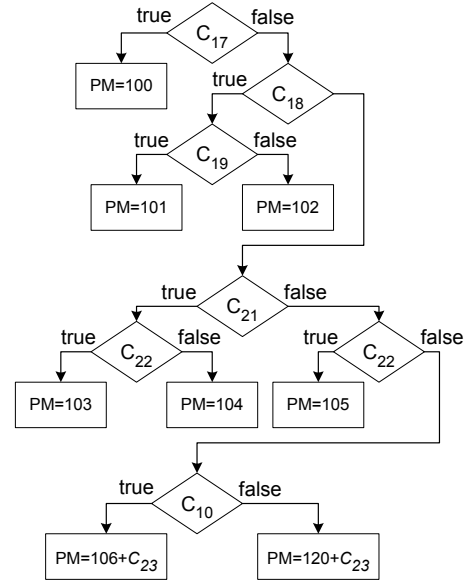 true false
C17
PM=100
true
C18
true false
C19
PM=101 PM=102
true false
C21
true false true false
C22 C22
PM=103 PM=104 PM=105
true false
C10
PM=106+C23 PM=120+C23